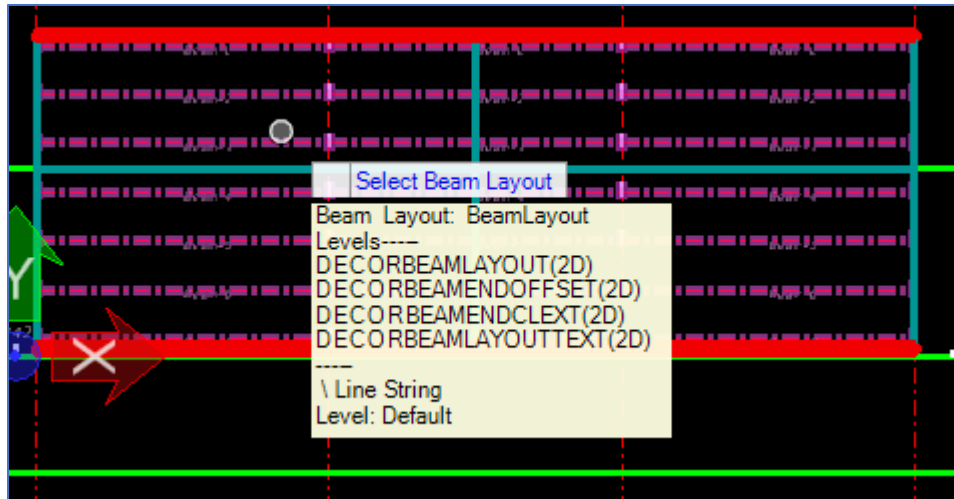 Select Beam Layout
Beam Layout: BeamLayout
Levels-----
DECORBEAMLAYOUT(2D)
DECORBEAMENDOFFSET(2D)
DECORBEAMENDCLEXT(2D)
DECORBEAMLAYOUTTEXT(2D)
-----
\ Line String
Level: Default
Y
X